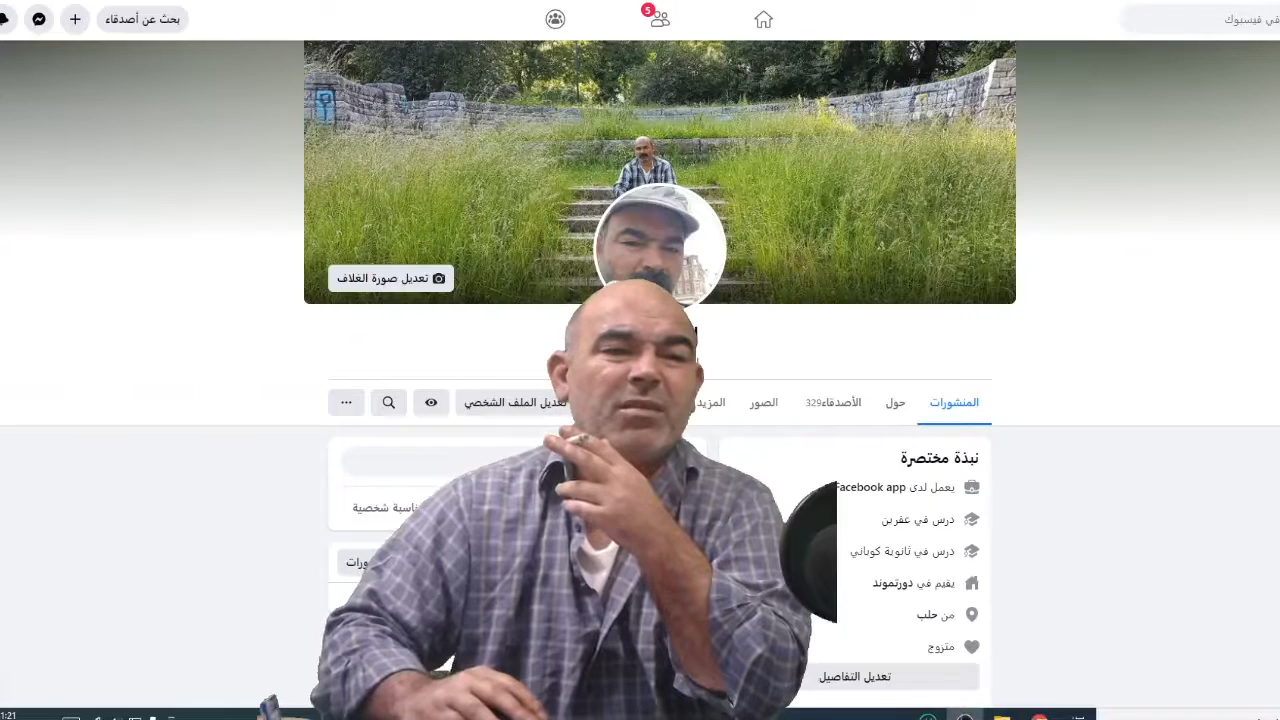 بحث عن أصدقاء
5
في فيسبوك
تعديل صورة الغلاف
تعديل الملف الشخصي
المنشورات
حول
الأصدقاء329
الصور
المزيد
نبذة مختصرة
يعمل لدى Facebook app
درس في عفرين
درس في ثانوية كوباني
يقيم في دورتموند
من حلب
متزوج
تعديل التفاصيل
1:21